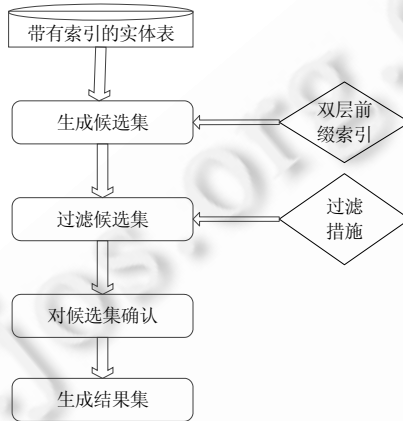 带有索引的实体表
生成候选集
双层前
缀索引
过滤候选集
过滤
措施
对候选集确认
生成结果集
jos.org.